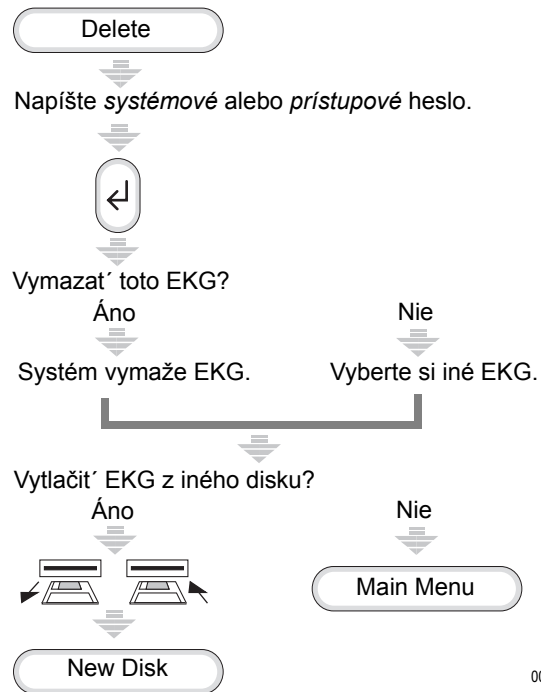 Delete
Napíšte systémové alebo prístupové heslo.
Vymazat´ toto EKG?
Áno Nie
Systém vymaže EKG. Vyberte si iné EKG.
Vytlačit´ EKG z iného disku?
Áno Nie
Main Menu
New Disk